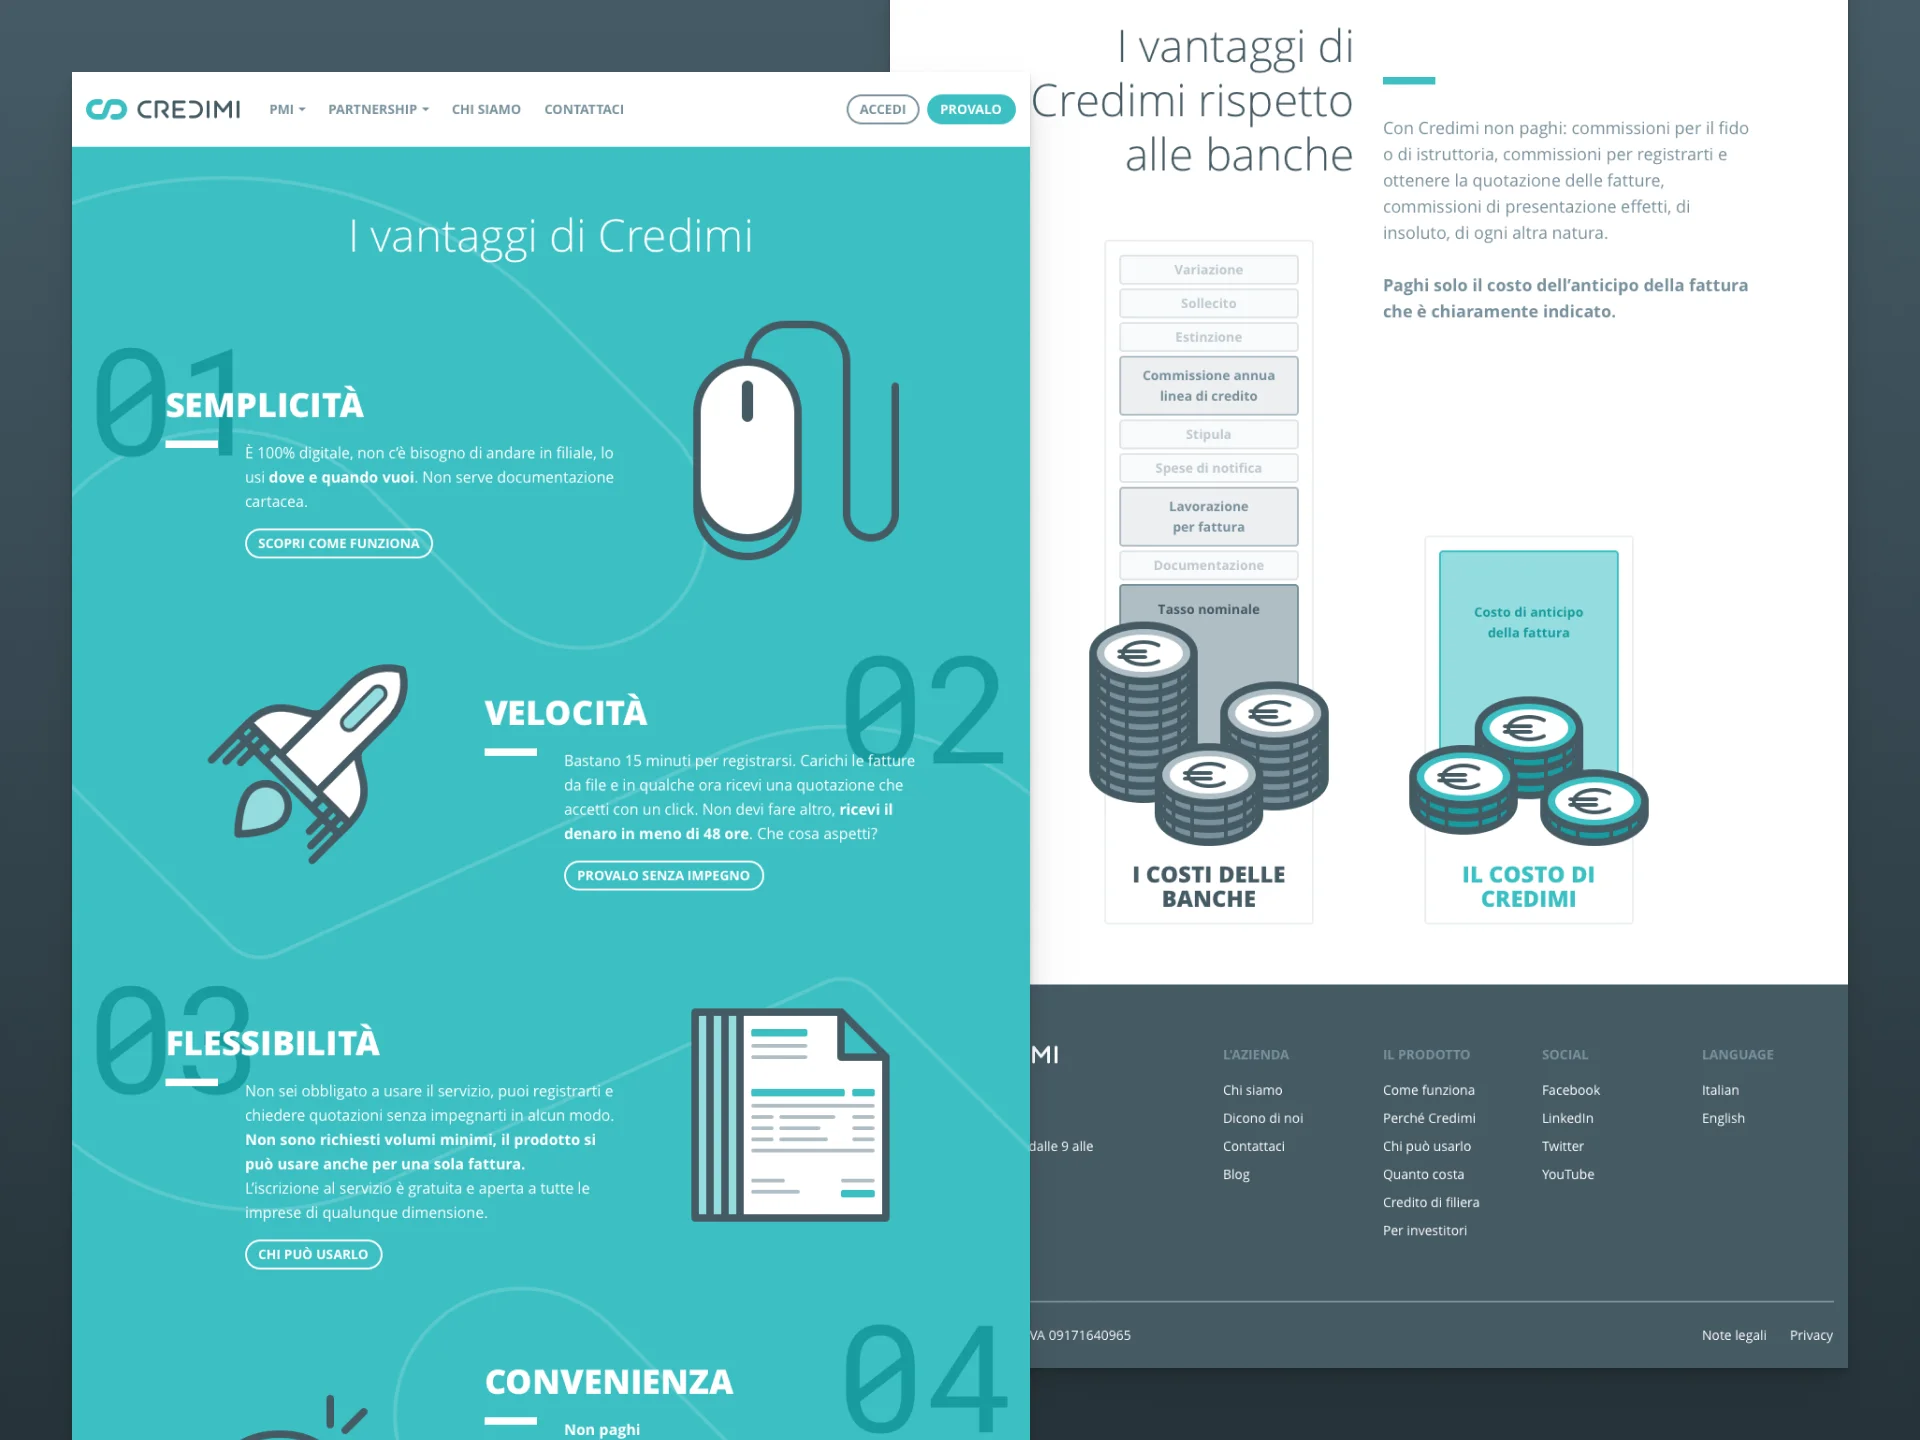 CREDIMI
PMI
PARTNERSHIP
CHI SIAMO
CONTATTACI
ACCEDI
PROVALO
I vantaggi di Credimi
01
SEMPLICITÀ
È 100% digitale, non c'è bisogno di andare in filiale, lo
usi dove e quando vuoi. Non serve documentazione
cartacea.
SCOPRI COME FUNZIONA
02
VELOCITÀ
Bastano 15 minuti per registrarsi. Carichi le fatture
da file e in qualche ora ricevi una quotazione che
accetti con un click. Non devi fare altro, ricevi il
denaro in meno di 48 ore. Che cosa aspetti?
PROVALO SENZA IMPEGNO
03
FLESSIBILITÀ
Non sei obbligato a usare il servizio, puoi registrarti e
chiedere quotazioni senza impegnarti in alcun modo.
Non sono richiesti volumi minimi, il prodotto si
può usare anche per una sola fattura.
L'iscrizione al servizio è gratuita e aperta a tutte le
imprese di qualunque dimensione.
CHI PUÒ USARLO
04
CONVENIENZA
Non paghi
I vantaggi di
Credimi rispetto
alle banche
Con Credimi non paghi: commissioni per il fido
o di istruttoria, commissioni per registrarti e
ottenere la quotazione delle fatture,
commissioni di presentazione effetti, di
insoluto, di ogni altra natura.
Paghi solo il costo dell'anticipo della fattura
che è chiaramente indicato.
Variazione
Sollecito
Estinzione
Commissione annua
linea di credito
Stipula
Spese di notifica
Lavorazione
per fattura
Documentazione
Tasso nominale
€
€
€
I COSTI DELLE
BANCHE
Costo di anticipo
della fattura
€
€
€
IL COSTO DI
CREDIMI
MI
dalle 9 alle
L'AZIENDA
Chi siamo
Dicono di noi
Contattaci
Blog
IL PRODOTTO
Come funziona
Perché Credimi
Chi può usarlo
Quanto costa
Credito di filiera
Per investitori
SOCIAL
Facebook
LinkedIn
Twitter
YouTube
LANGUAGE
Italian
English
VA 09171640965
Note legali
Privacy